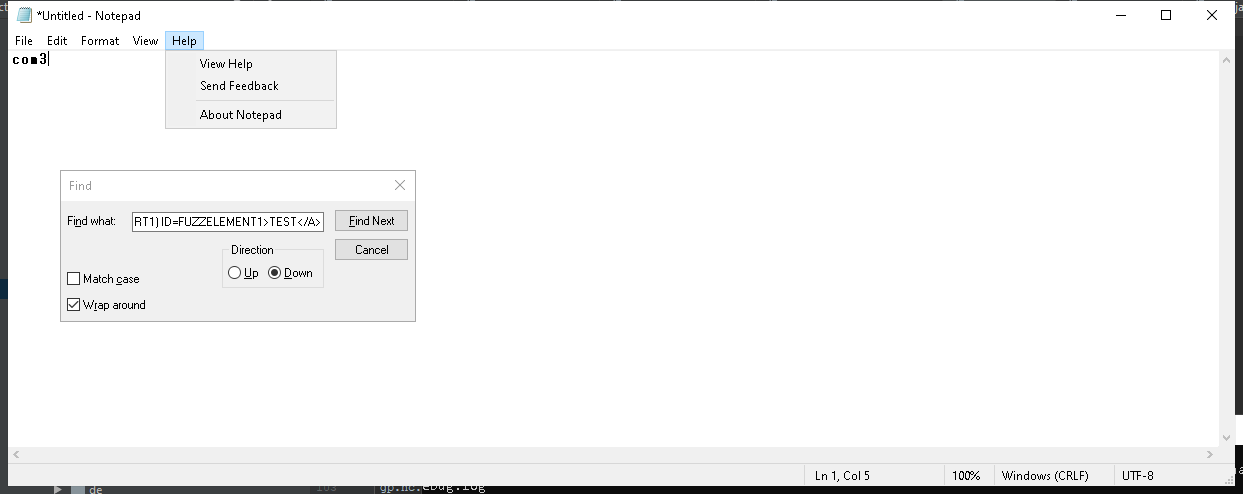 *Untitled - Notepad
File Edit Format View Help
com3
View Help
Send Feedback
About Notepad
Find
Find what: RT1)ID=FUZZELEMENT1>TEST</A> Find Next
Direction Cancel
Up Down
Match case
Wrap around
Ln 1, Col 5 100% Windows (CRLF) UTF-8
de